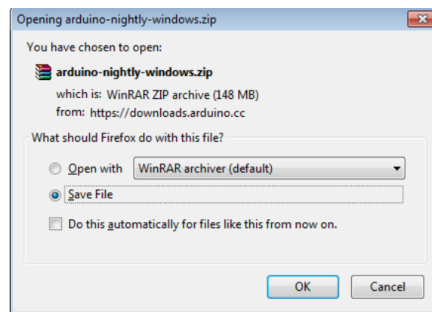 Opening arduino-nightly-windows.zip
You have chosen to open:
arduino-nightly-windows.zip
which is: WinRAR ZIP archive (148 MB)
from: https://downloads.arduino.cc
What should Firefox do with this file?
Open with WinRAR archiver (default)
Save File
Do this automatically for files like this from now on.
OK Cancel